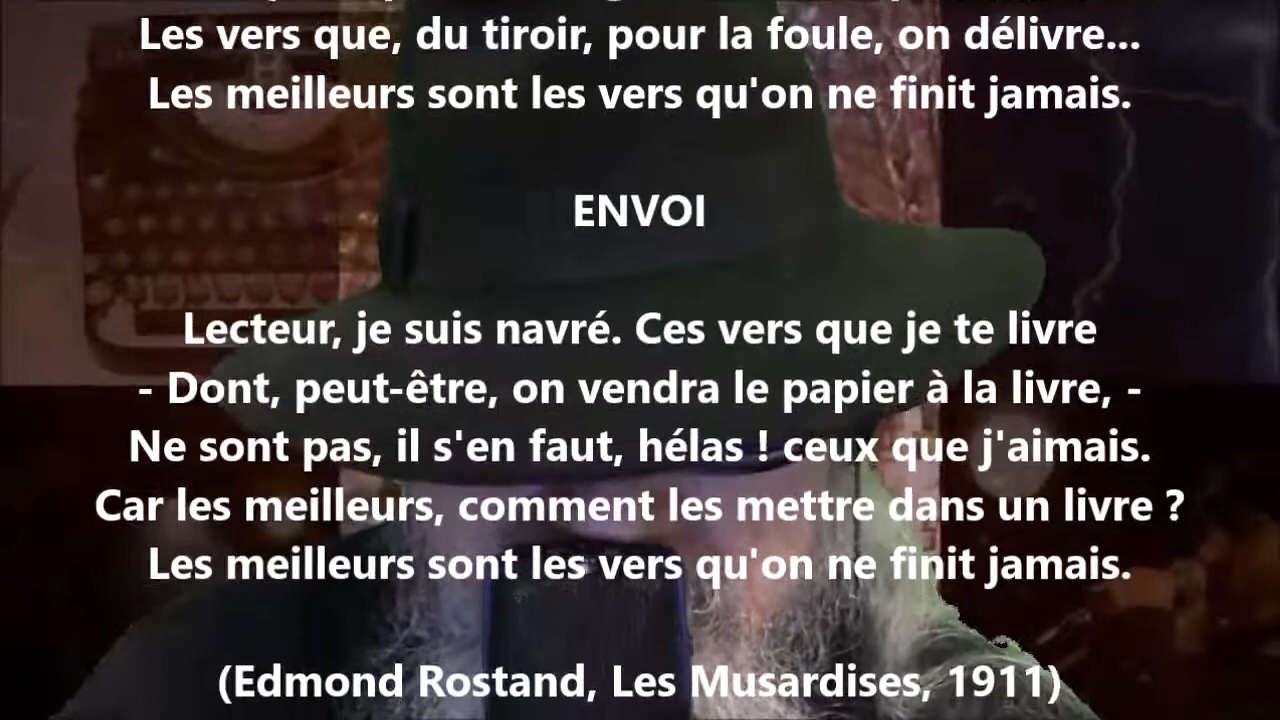 Les vers que, du tiroir, pour la foule, on délivre...
Les meilleurs sont les vers qu'on ne finit jamais.
ENVOI
Lecteur, je suis navré. Ces vers que je te livre
- Dont, peut-être, on vendra le papier à la livre, -
Ne sont pas, il s'en faut, hélas ! ceux que j'aimais.
Car les meilleurs, comment les mettre dans un livre ?
Les meilleurs sont les vers qu'on ne finit jamais.
(Edmond Rostand, Les Musardises, 1911)